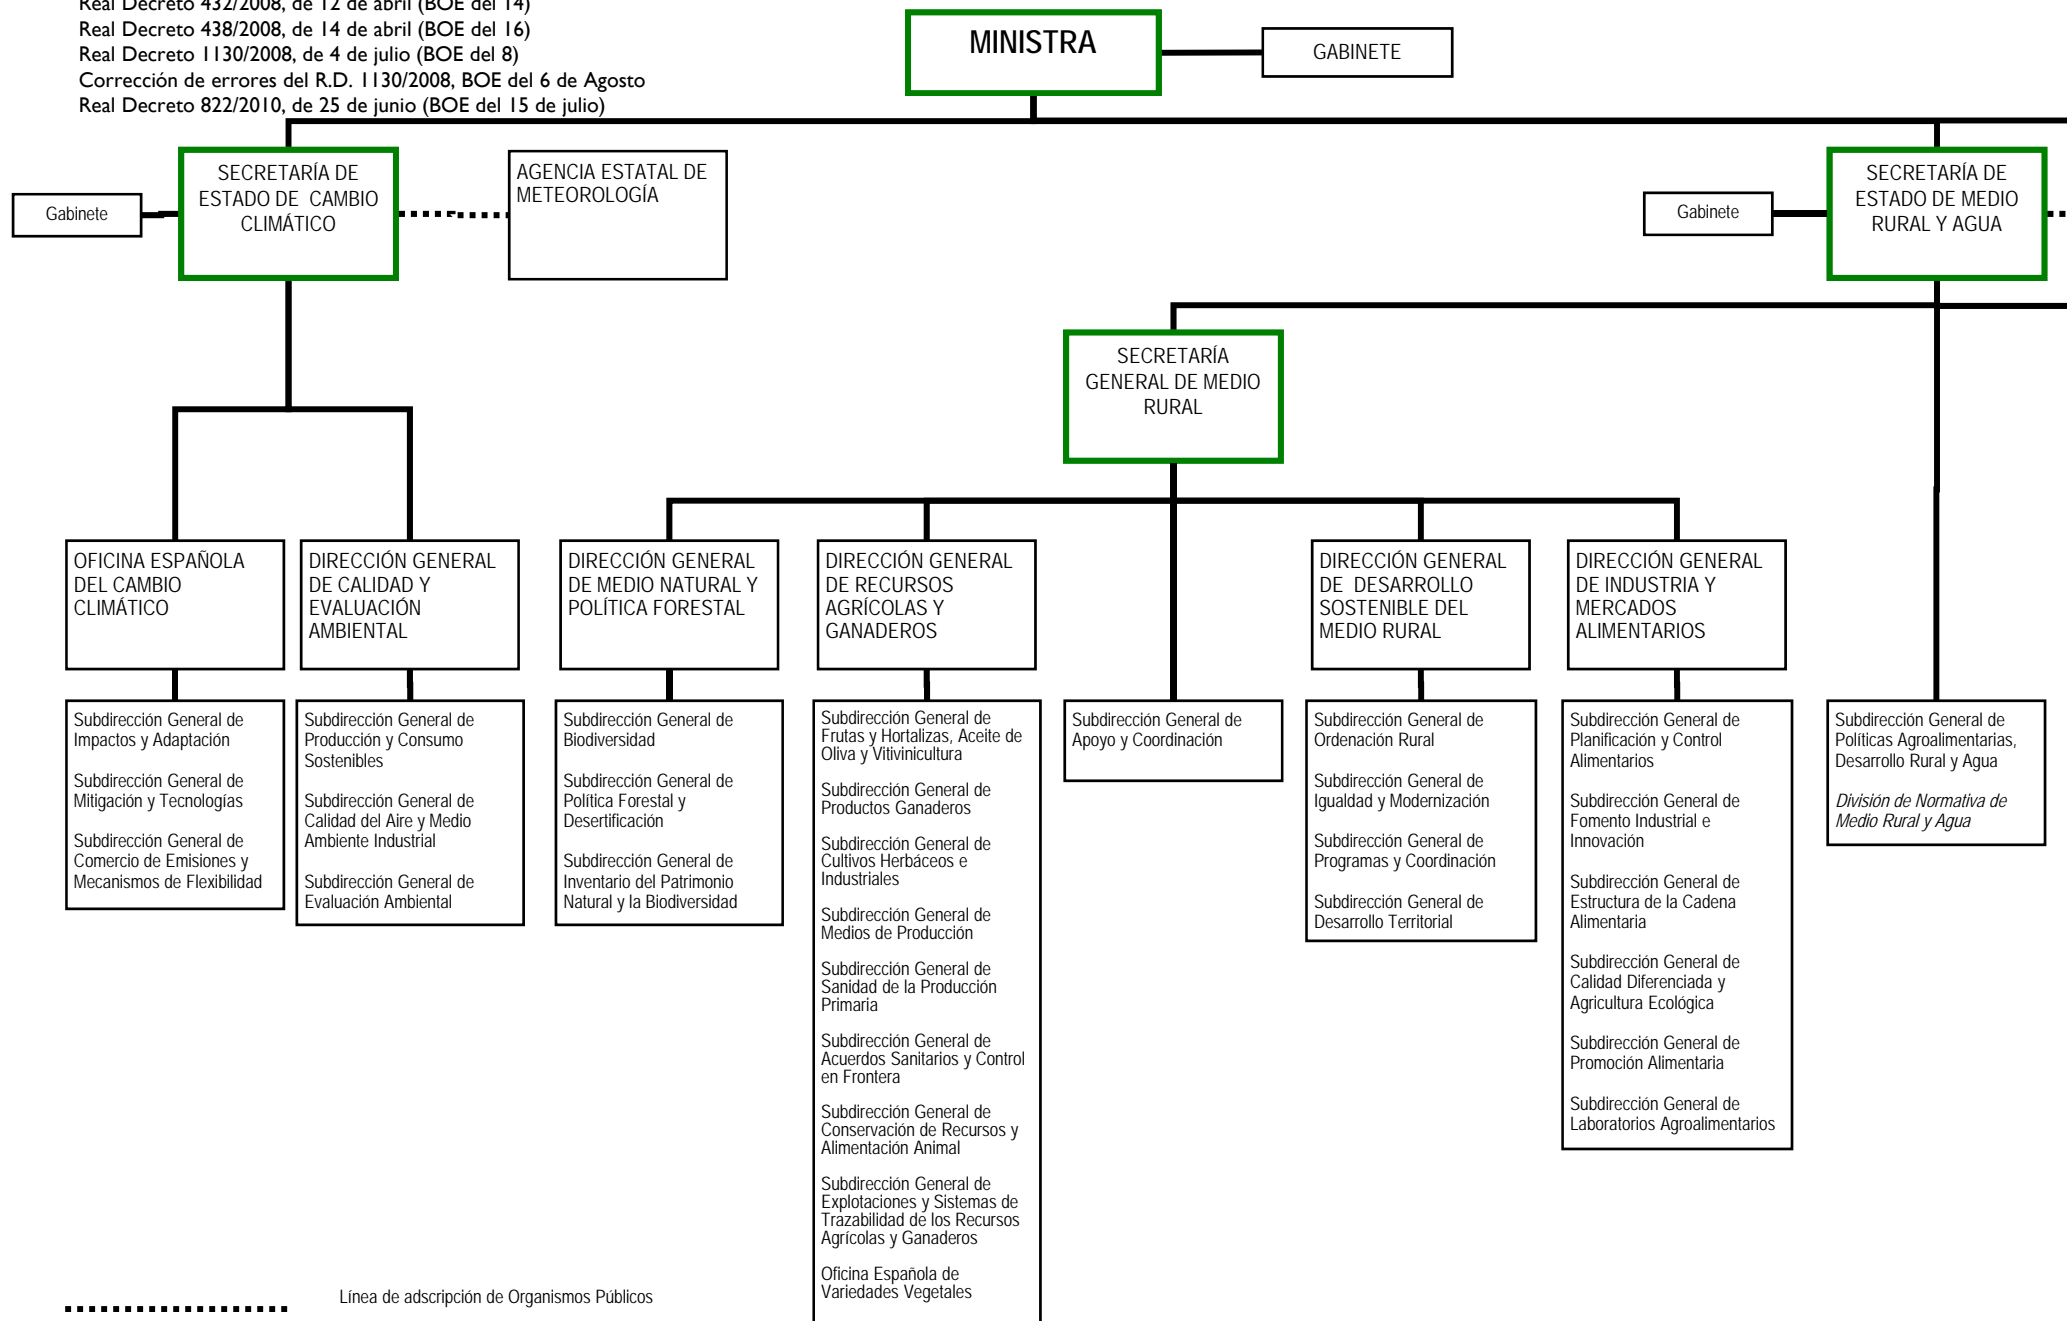 Real Decreto 432/2008, de 12 de abril (BOE del 14)
Real Decreto 438/2008, de 14 de abril (BOE del 16)
Real Decreto 1130/2008, de 4 de julio (BOE del 8)
Corrección de errores del R.D. 1130/2008, BOE del 6 de Agosto
Real Decreto 822/2010, de 25 de junio (BOE del 15 de julio)
MINISTRA
GABINETE
Gabinete
SECRETARÍA DE
ESTADO DE CAMBIO
CLIMÁTICO
AGENCIA ESTATAL DE
METEOROLOGÍA
Gabinete
SECRETARÍA DE
ESTADO DE MEDIO
RURAL Y AGUA
SECRETARÍA
GENERAL DE MEDIO
RURAL
OFICINA ESPAÑOLA
DEL CAMBIO
CLIMÁTICO
DIRECCIÓN GENERAL
DE CALIDAD Y
EVALUACIÓN
AMBIENTAL
DIRECCIÓN GENERAL
DE MEDIO NATURAL Y
POLÍTICA FORESTAL
DIRECCIÓN GENERAL
DE RECURSOS
AGRÍCOLAS Y
GANADEROS
DIRECCIÓN GENERAL
DE DESARROLLO
SOSTENIBLE DEL
MEDIO RURAL
DIRECCIÓN GENERAL
DE INDUSTRIA Y
MERCADOS
ALIMENTARIOS
Subdirección General de
Impactos y Adaptación
Subdirección General de
Mitigación y Tecnologías
Subdirección General de
Comercio de Emisiones y
Mecanismos de Flexibilidad
Subdirección General de
Producción y Consumo
Sostenibles
Subdirección General de
Calidad del Aire y Medio
Ambiente Industrial
Subdirección General de
Evaluación Ambiental
Subdirección General de
Biodiversidad
Subdirección General de
Política Forestal y
Desertificación
Subdirección General de
Inventario del Patrimonio
Natural y la Biodiversidad
Subdirección General de
Frutas y Hortalizas, Aceite de
Oliva y Vitivinicultura
Subdirección General de
Productos Ganaderos
Subdirección General de
Cultivos Herbáceos e
Industriales
Subdirección General de
Medios de Producción
Subdirección General de
Sanidad de la Producción
Primaria
Subdirección General de
Acuerdos Sanitarios y Control
en Frontera
Subdirección General de
Conservación de Recursos y
Alimentación Animal
Subdirección General de
Explotaciones y Sistemas de
Trazabilidad de los Recursos
Agrícolas y Ganaderos
Oficina Española de
Variedades Vegetales
Subdirección General de
Apoyo y Coordinación
Subdirección General de
Ordenación Rural
Subdirección General de
Igualdad y Modernización
Subdirección General de
Programas y Coordinación
Subdirección General de
Desarrollo Territorial
Subdirección General de
Planificación y Control
Alimentarios
Subdirección General de
Fomento Industrial e
Innovación
Subdirección General de
Estructura de la Cadena
Alimentaria
Subdirección General de
Calidad Diferenciada y
Agricultura Ecológica
Subdirección General de
Promoción Alimentaria
Subdirección General de
Laboratorios Agroalimentarios
Subdirección General de
Políticas Agroalimentarias,
Desarrollo Rural y Agua
División de Normativa de
Medio Rural y Agua
Línea de adscripción de Organismos Públicos